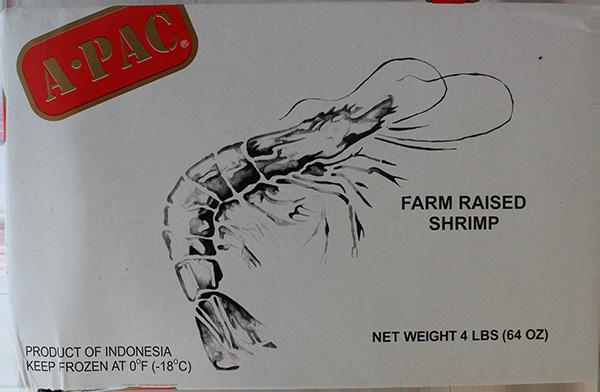 A·PAC®
FARM RAISED
SHRIMP
NET WEIGHT 4 LBS (64 OZ)
PRODUCT OF INDONESIA
KEEP FROZEN AT 0°F (-18°C)